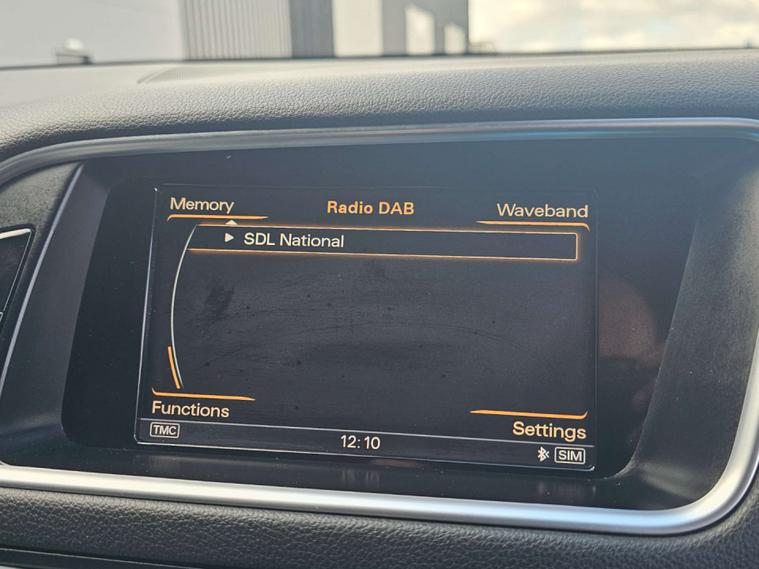 Memory
Radio DAB
Waveband
SDL National
Functions
Settings
TMC
12:10
SIM